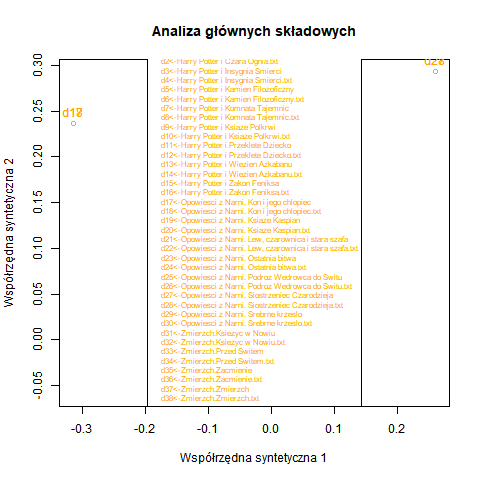 Analiza głównych składowych
d2<-Harry Potter i Czara Ognia.txt
d3<-Harry Potter i Insygnia Smierci
d4<-Harry Potter i Insygnia Smierci.txt
d5<-Harry Potter i Kamien Filozoficzny
d6<-Harry Potter i Kamien Filozoficzny.txt
d7<-Harry Potter i Komnata Tajemnic
d8<-Harry Potter i Komnata Tajemnic.txt
d9<-Harry Potter i Ksiaze Polkrwi
d10<-Harry Potter i Ksiaze Polkrwi.txt
d11<-Harry Potter i Przeklete Dziecko
d12<-Harry Potter i Przeklete Dziecko.txt
d13<-Harry Potter i Wiezien Azkabanu
d14<-Harry Potter i Wiezien Azkabanu.txt
d15<-Harry Potter i Zakon Feniksa
d16<-Harry Potter i Zakon Feniksa.txt
d17<-Opowiesci z Narni. Kon i jego chlopiec
d18<-Opowiesci z Narni. Kon i jego chlopiec.txt
d19<-Opowiesci z Narni. Ksiaze Kaspian
d20<-Opowiesci z Narni. Ksiaze Kaspian.txt
d21<-Opowiesci z Narni. Lew, czarownica i stara szafa
d22<-Opowiesci z Narni. Lew, czarownica i stara szafa.txt
d23<-Opowiesci z Narni. Ostatnia bitwa
d24<-Opowiesci z Narni. Ostatnia bitwa.txt
d25<-Opowiesci z Narni. Podroz Wedrowca do Switu
d26<-Opowiesci z Narni. Podroz Wedrowca do Switu.txt
d27<-Opowiesci z Narni. Siostrzeniec Czarodzieja
d28<-Opowiesci z Narni. Siostrzeniec Czarodzieja.txt
d29<-Opowiesci z Narni. Srebrne krzeslo
d30<-Opowiesci z Narni. Srebrne krzeslo.txt
d31<-Zmierzch.Ksiezyc w Nowiu
d32<-Zmierzch.Ksiezyc w Nowiu.txt
d33<-Zmierzch.Przed Switem
d34<-Zmierzch.Przed Switem.txt
d35<-Zmierzch.Zacmienie
d36<-Zmierzch.Zacmienie.txt
d37<-Zmierzch.Zmierzch
d38<-Zmierzch.Zmierzch.txt
0.30
0.25
0.20
0.15
0.10
0.05
0.00
-0.05
Współrzędna syntetyczna 2
-0.3 -0.2 -0.1 0.0 0.1 0.2
Współrzędna syntetyczna 1